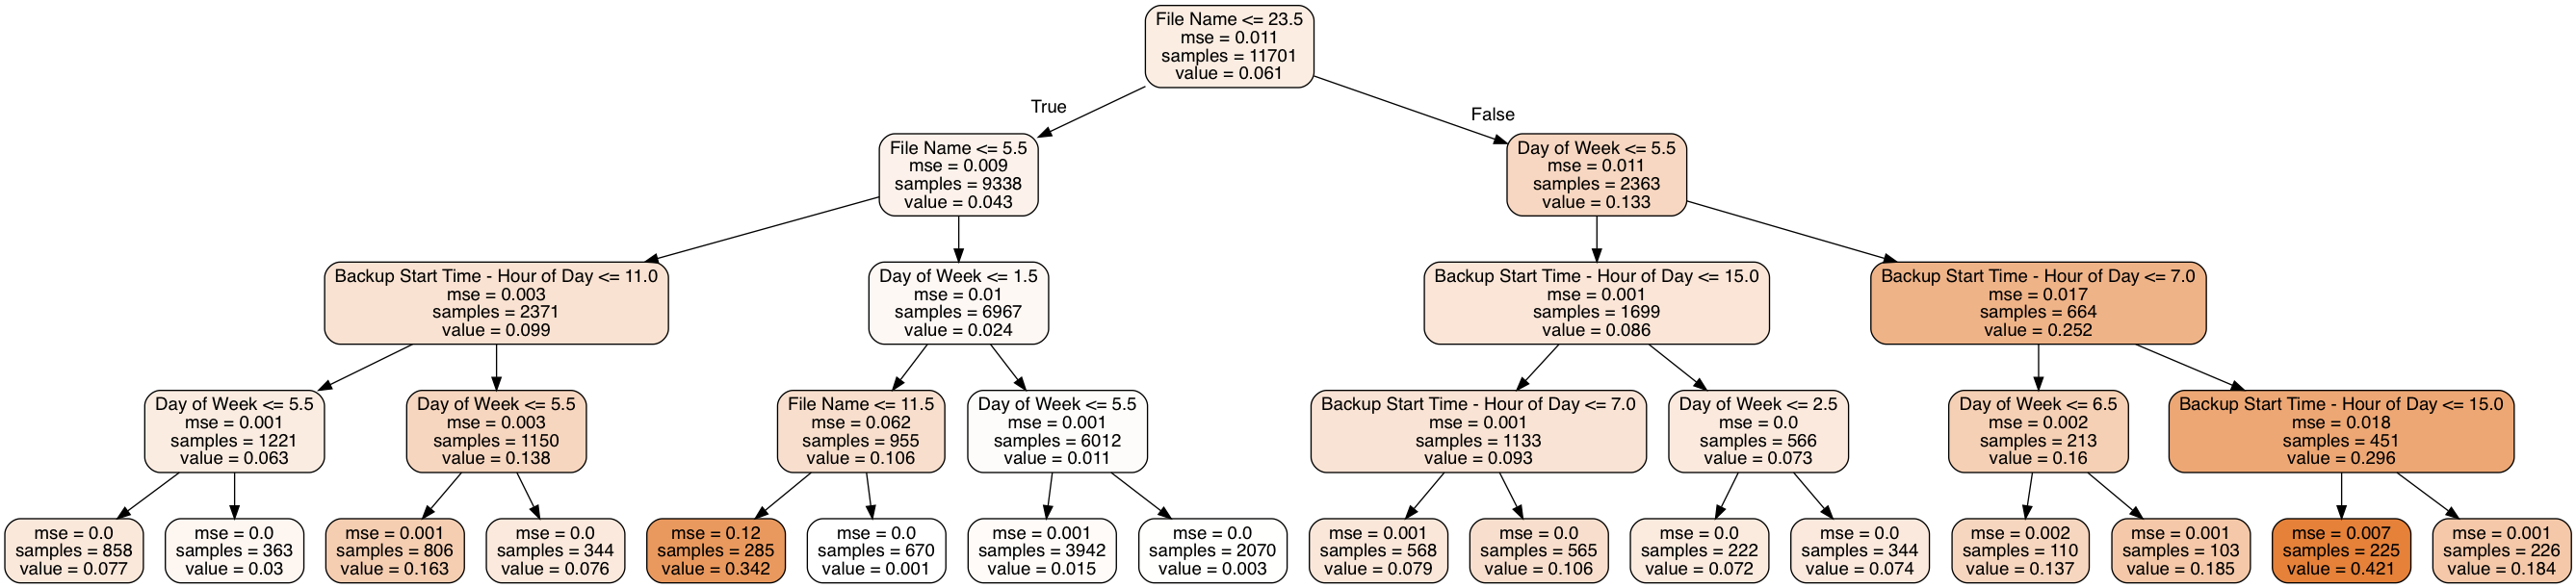 File Name <= 23.5
mse = 0.011
samples = 11701
value = 0.061
True
False
File Name <= 5.5
mse = 0.009
samples = 9338
value = 0.043
Day of Week <= 5.5
mse = 0.011
samples = 2363
value = 0.133
Backup Start Time - Hour of Day <= 11.0
mse = 0.003
samples = 2371
value = 0.099
Day of Week <= 1.5
mse = 0.01
samples = 6967
value = 0.024
Backup Start Time - Hour of Day <= 15.0
mse = 0.001
samples = 1699
value = 0.086
Backup Start Time - Hour of Day <= 7.0
mse = 0.017
samples = 664
value = 0.252
Day of Week <= 5.5
mse = 0.001
samples = 1221
value = 0.063
Day of Week <= 5.5
mse = 0.003
samples = 1150
value = 0.138
File Name <= 11.5
mse = 0.062
samples = 955
value = 0.106
Day of Week <= 5.5
mse = 0.001
samples = 6012
value = 0.011
Backup Start Time - Hour of Day <= 7.0
mse = 0.001
samples = 1133
value = 0.093
Day of Week <= 2.5
mse = 0.0
samples = 566
value = 0.073
Day of Week <= 6.5
mse = 0.002
samples = 213
value = 0.16
Backup Start Time - Hour of Day <= 15.0
mse = 0.018
samples = 451
value = 0.296
mse = 0.0
samples = 858
value = 0.077
mse = 0.0
samples = 363
value = 0.03
mse = 0.001
samples = 806
value = 0.163
mse = 0.0
samples = 344
value = 0.076
mse = 0.12
samples = 285
value = 0.342
mse = 0.0
samples = 670
value = 0.001
mse = 0.001
samples = 3942
value = 0.015
mse = 0.0
samples = 2070
value = 0.003
mse = 0.001
samples = 568
value = 0.079
mse = 0.0
samples = 565
value = 0.106
mse = 0.0
samples = 222
value = 0.072
mse = 0.0
samples = 344
value = 0.074
mse = 0.002
samples = 110
value = 0.137
mse = 0.001
samples = 103
value = 0.185
mse = 0.007
samples = 225
value = 0.421
mse = 0.001
samples = 226
value = 0.184